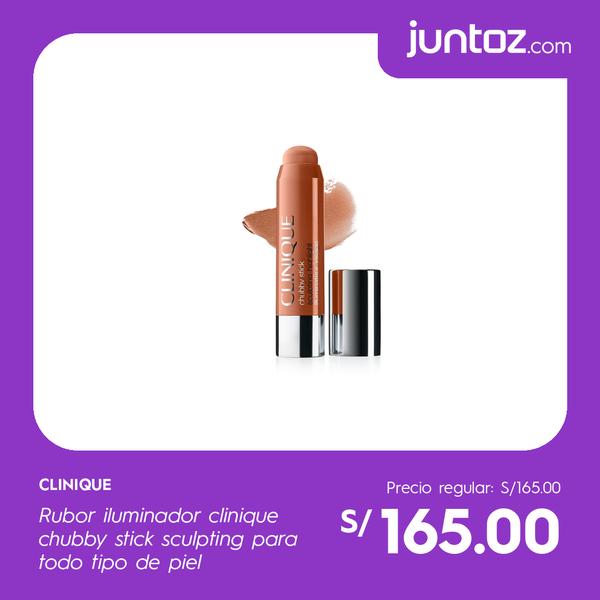 juntoz.com
CLINIQUE
chubby stick
CLINIQUE
Rubor iluminador clinique
chubby stick sculpting para
todo tipo de piel
Precio regular: S/165.00
S/165.00